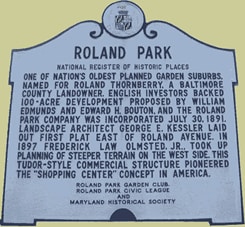 ROLAND PARK
NATIONAL REGISTER OF HISTORIC PLACES
ONE OF NATION'S OLDEST PLANNED GARDEN SUBURBS.
NAMED FOR ROLAND THORNBERRY, A BALTIMORE
COUNTY LANDOWNER. ENGLISH INVESTORS BACKED
100-ACRE DEVELOPMENT PROPOSED BY WILLIAM
EDMUNDS AND EDWARD H. BOUTON, AND THE ROLAND
PARK COMPANY WAS INCORPORATED JULY 30, 1891.
LANDSCAPE ARCHITECT GEORGE E. KESSLER LAID
OUT FIRST PLAT EAST OF ROLAND AVENUE. IN
1897 FREDERICK LAW OLMSTED, JR., TOOK UP
PLANNING OF STEEPER TERRAIN ON THE WEST SIDE. THIS
TUDOR-STYLE COMMERCIAL STRUCTURE PIONEERED
THE "SHOPPING CENTER" CONCEPT IN AMERICA.
ROLAND PARK GARDEN CLUB
ROLAND PARK CIVIC LEAGUE
AND
MARYLAND HISTORICAL SOCIETY